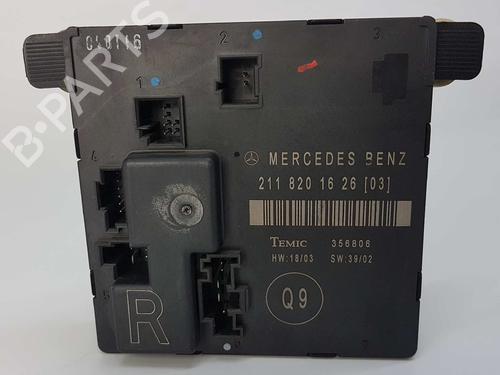 040116
2
3
1
MERCEDES BENZ
211 820 16 26 [03]
4
TEMIC 356806
HW:18/03 SW:39/02
5
R
Q9
B-PARTS